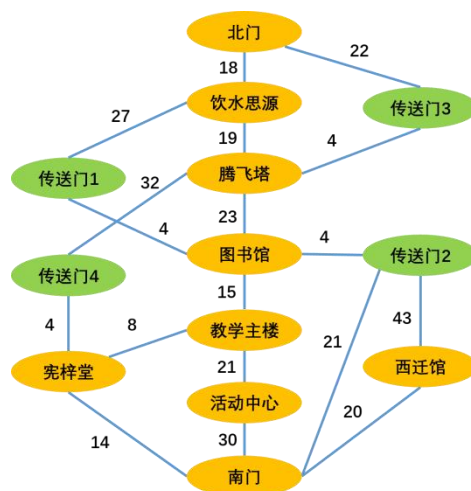 北门
22
18
27
饮水思源
传送门3
19
4
传送门1
32
腾飞塔
23
4
图书馆
4
传送门2
传送门4
15
4
8
教学主楼
21
43
宪梓堂
21
西迁馆
活动中心
20
14
30
南门